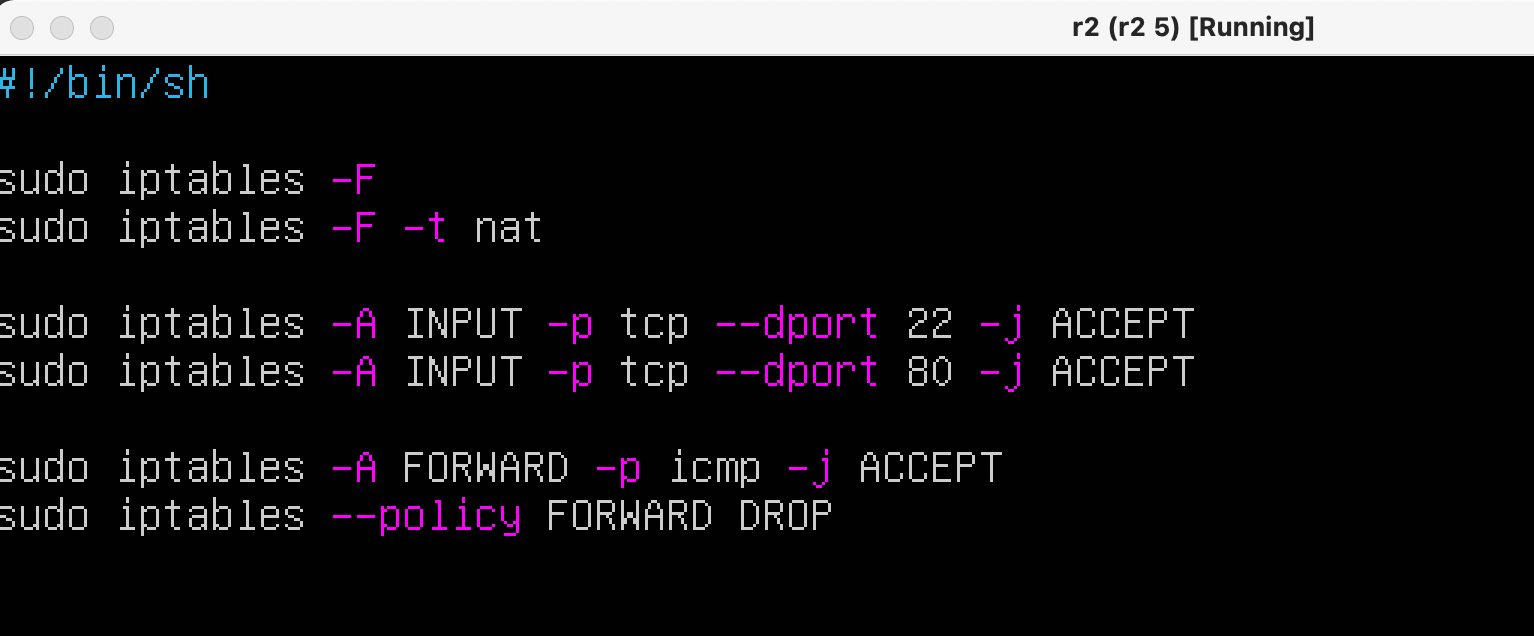 r2 (r2 5) [Running]
#!/bin/sh
sudo iptables -F
sudo iptables -F -t nat
sudo iptables -A INPUT -p tcp --dport 22 -j ACCEPT
sudo iptables -A INPUT -p tcp --dport 80 -j ACCEPT
sudo iptables -A FORWARD -p icmp -j ACCEPT
sudo iptables --policy FORWARD DROP